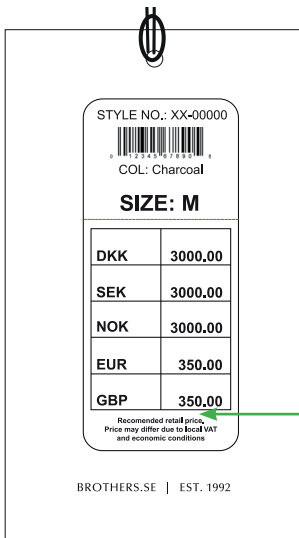 STYLE NO.: XX-00000
0 12345 67890 6
COL: Charcoal
SIZE: M
DKK 3000.00
SEK 3000.00
NOK 3000.00
EUR 350.00
GBP 350.00
Recomended retail price.
Price may differ due to local VAT
and economic conditions
BROTHERS.SE | EST. 1992